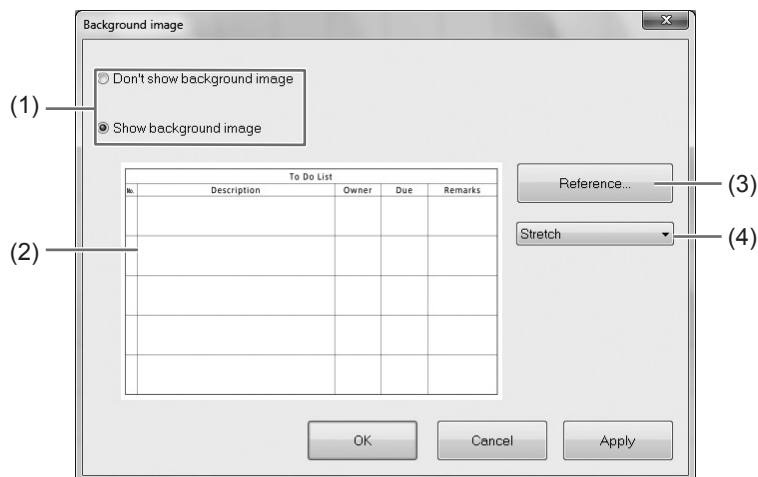 Background image
X
(1)
Don't show background image
Show background image
To Do List
No. Description Owner Due Remarks
(2)
Reference...
(3)
Stretch
(4)
OK Cancel Apply